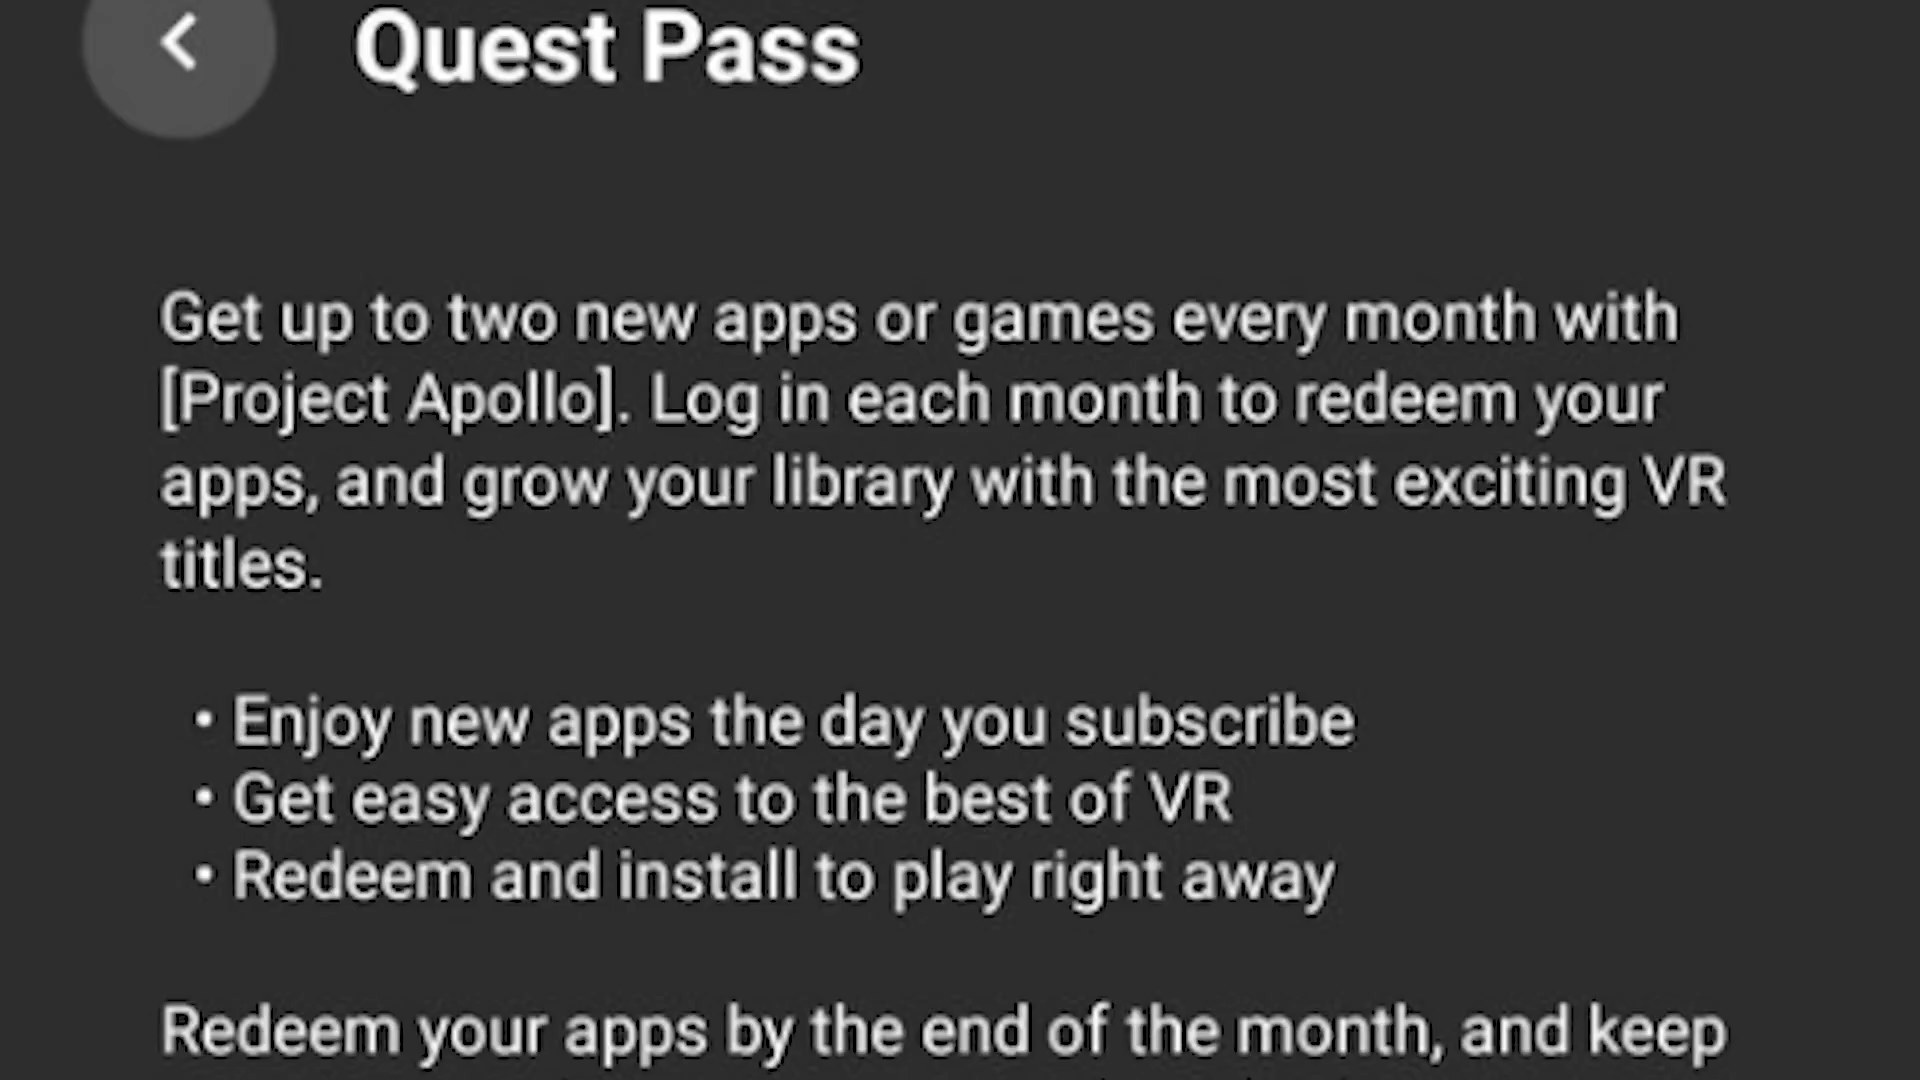 Quest Pass
Get up to two new apps or games every month with
[Project Apollo]. Log in each month to redeem your
apps, and grow your library with the most exciting VR
titles.
• Enjoy new apps the day you subscribe
• Get easy access to the best of VR
• Redeem and install to play right away
Redeem your apps by the end of the month, and keep